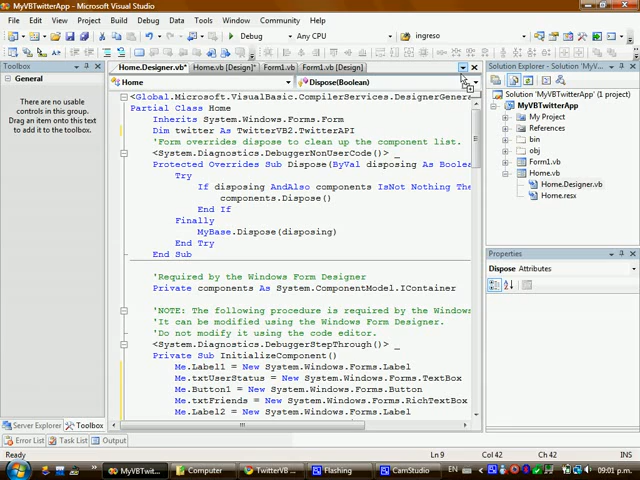 MyVBTwitterApp - Microsoft Visual Studio
File Edit View Project Build Debug Data Tools Window Community Help
Debug Any CPU ingreso
Toolbox
General
There are no usable
controls in this group.
Drag an item onto this
text to add it to the
toolbox.
Home.Designer.vb* Home.vb [Design]* Form1.vb Form1.vb [Design]
Home Dispose(Boolean)
<Global.Microsoft.VisualBasic.CompilerServices.DesignerGenera
Partial Class Home
Inherits System.Windows.Forms.Form
Dim twitter As TwitterVB2.TwitterAPI
'Form overrides dispose to clean up the component list.
<System.Diagnostics.DebuggerNonUserCode()> _
Protected Overrides Sub Dispose(ByVal disposing As Boolea
Try
If disposing AndAlso components IsNot Nothing The
components.Dispose()
End If
Finally
MyBase.Dispose(disposing)
End Try
End Sub
'Required by the Windows Form Designer
Private components As System.ComponentModel.IContainer
'NOTE: The following procedure is required by the Windows
'It can be modified using the Windows Form Designer.
'Do not modify it using the code editor.
<System.Diagnostics.DebuggerStepThrough()> _
Private Sub InitializeComponent()
Me.Label1 = New System.Windows.Forms.Label
Me.txtUserStatus = New System.Windows.Forms.TextBox
Me.Button1 = New System.Windows.Forms.Button
Me.txtFriends = New System.Windows.Forms.RichTextBox
Me.Label2 = New System.Windows.Forms.Label
Solution Explorer - Solution 'MyV...
Solution 'MyVBTwitterApp' (1 project)
MyVBTwitterApp
My Project
References
bin
obj
Form1.vb
Home.vb
Home.Designer.vb
Home.resx
Properties
Dispose Attributes
Server Explorer Toolbox
Error List Task List Output
Ready Ln 9 Col 42 Ch 42 INS
MyVBTwit... Computer TwitterVB ... Flashing CamStudio EN 09:01 p.m.